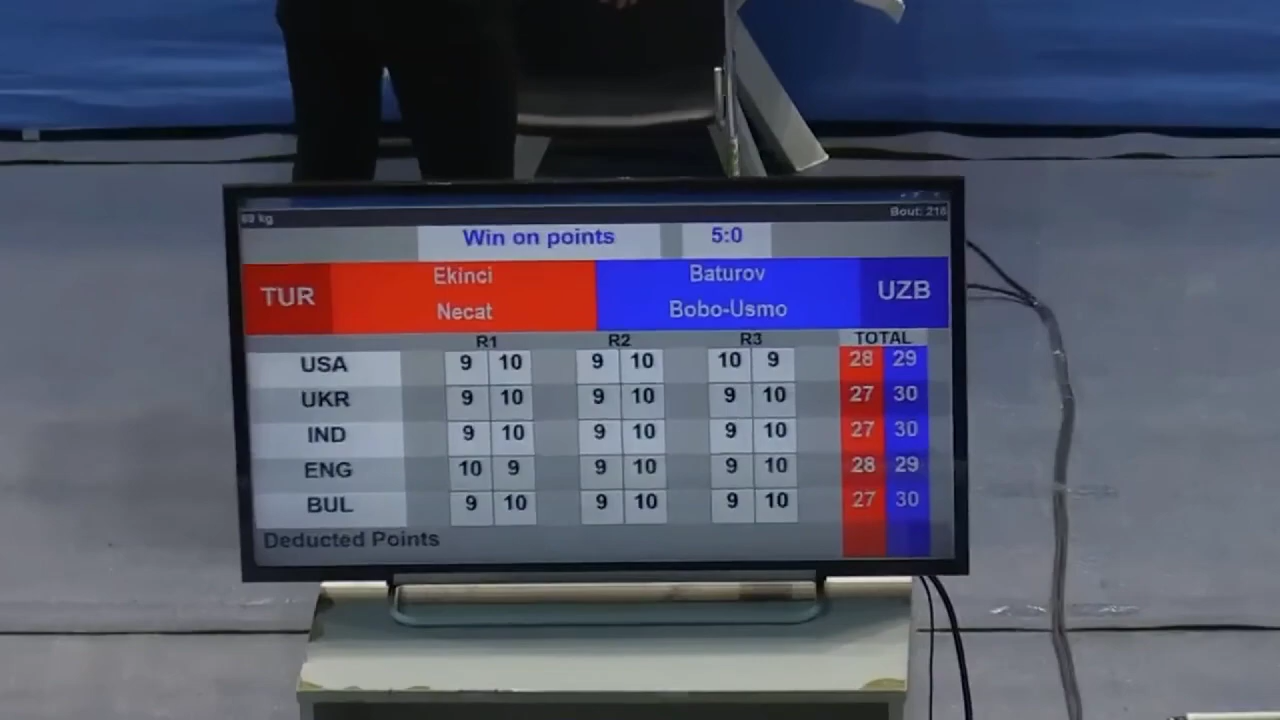 69 kg Bout: 216
Win on points 5:0
TUR Ekinci Baturov UZB
Necat Bobo-Usmo
R1 R2 R3 TOTAL
USA 9 10 9 10 10 9 28 29
UKR 9 10 9 10 9 10 27 30
IND 9 10 9 10 9 10 27 30
ENG 10 9 9 10 9 10 28 29
BUL 9 10 9 10 9 10 27 30
Deducted Points